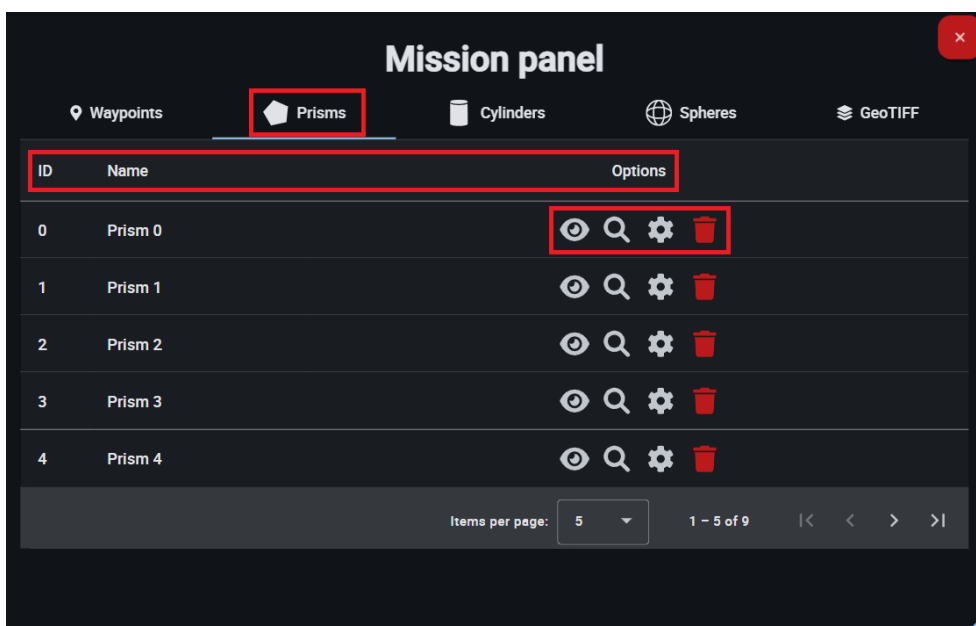 Mission panel
Waypoints Prisms Cylinders Spheres GeoTIFF
ID Name Options
0 Prism 0
1 Prism 1
2 Prism 2
3 Prism 3
4 Prism 4
Items per page: 5 1 – 5 of 9